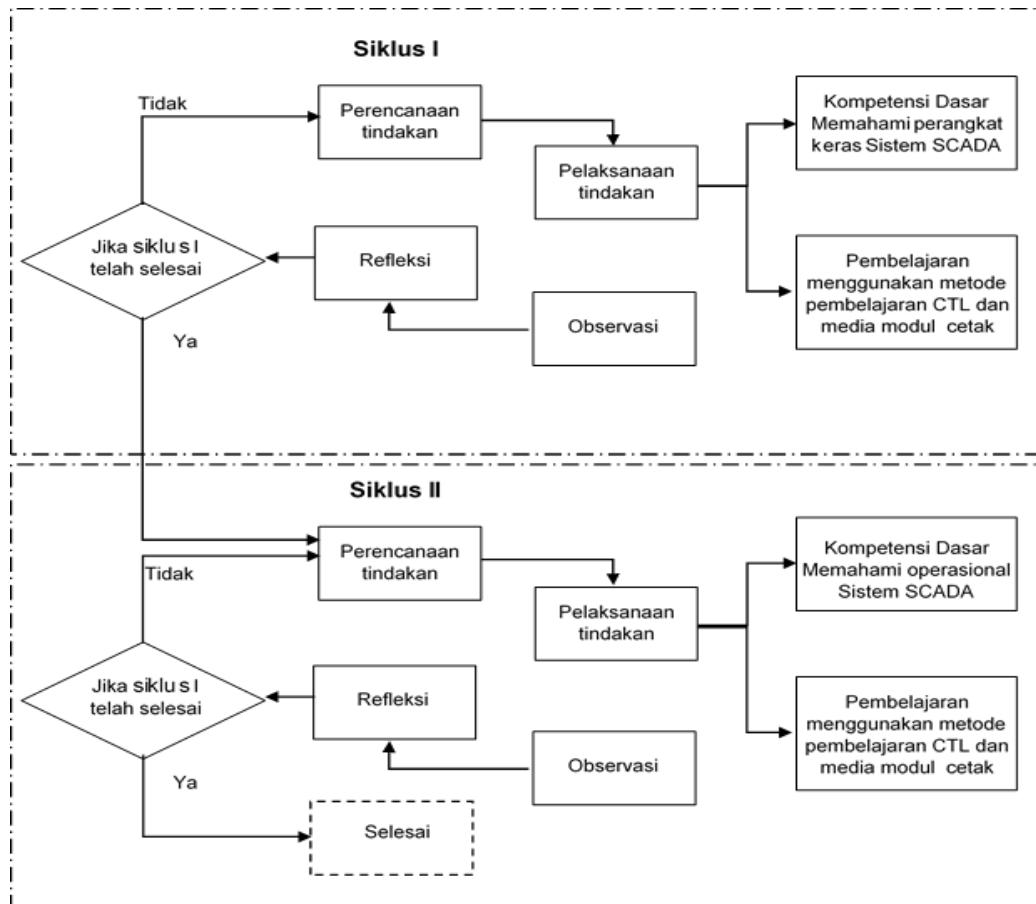 Siklus I
Tidak
Perencanaan
tindakan
Pelaksanaan
tindakan
Kompetensi Dasar
Memahami perangkat
keras Sistem SCADA
Jika siklus I
telah selesai
Refleksi
Observasi
Pembelajaran
menggunakan metode
pembelajaran CTL dan
media modul cetak
Ya
Siklus II
Tidak
Perencanaan
tindakan
Pelaksanaan
tindakan
Kompetensi Dasar
Memahami operasional
Sistem SCADA
Jika siklus I
telah selesai
Refleksi
Observasi
Pembelajaran
menggunakan metode
pembelajaran CTL dan
media modul cetak
Ya
Selesai